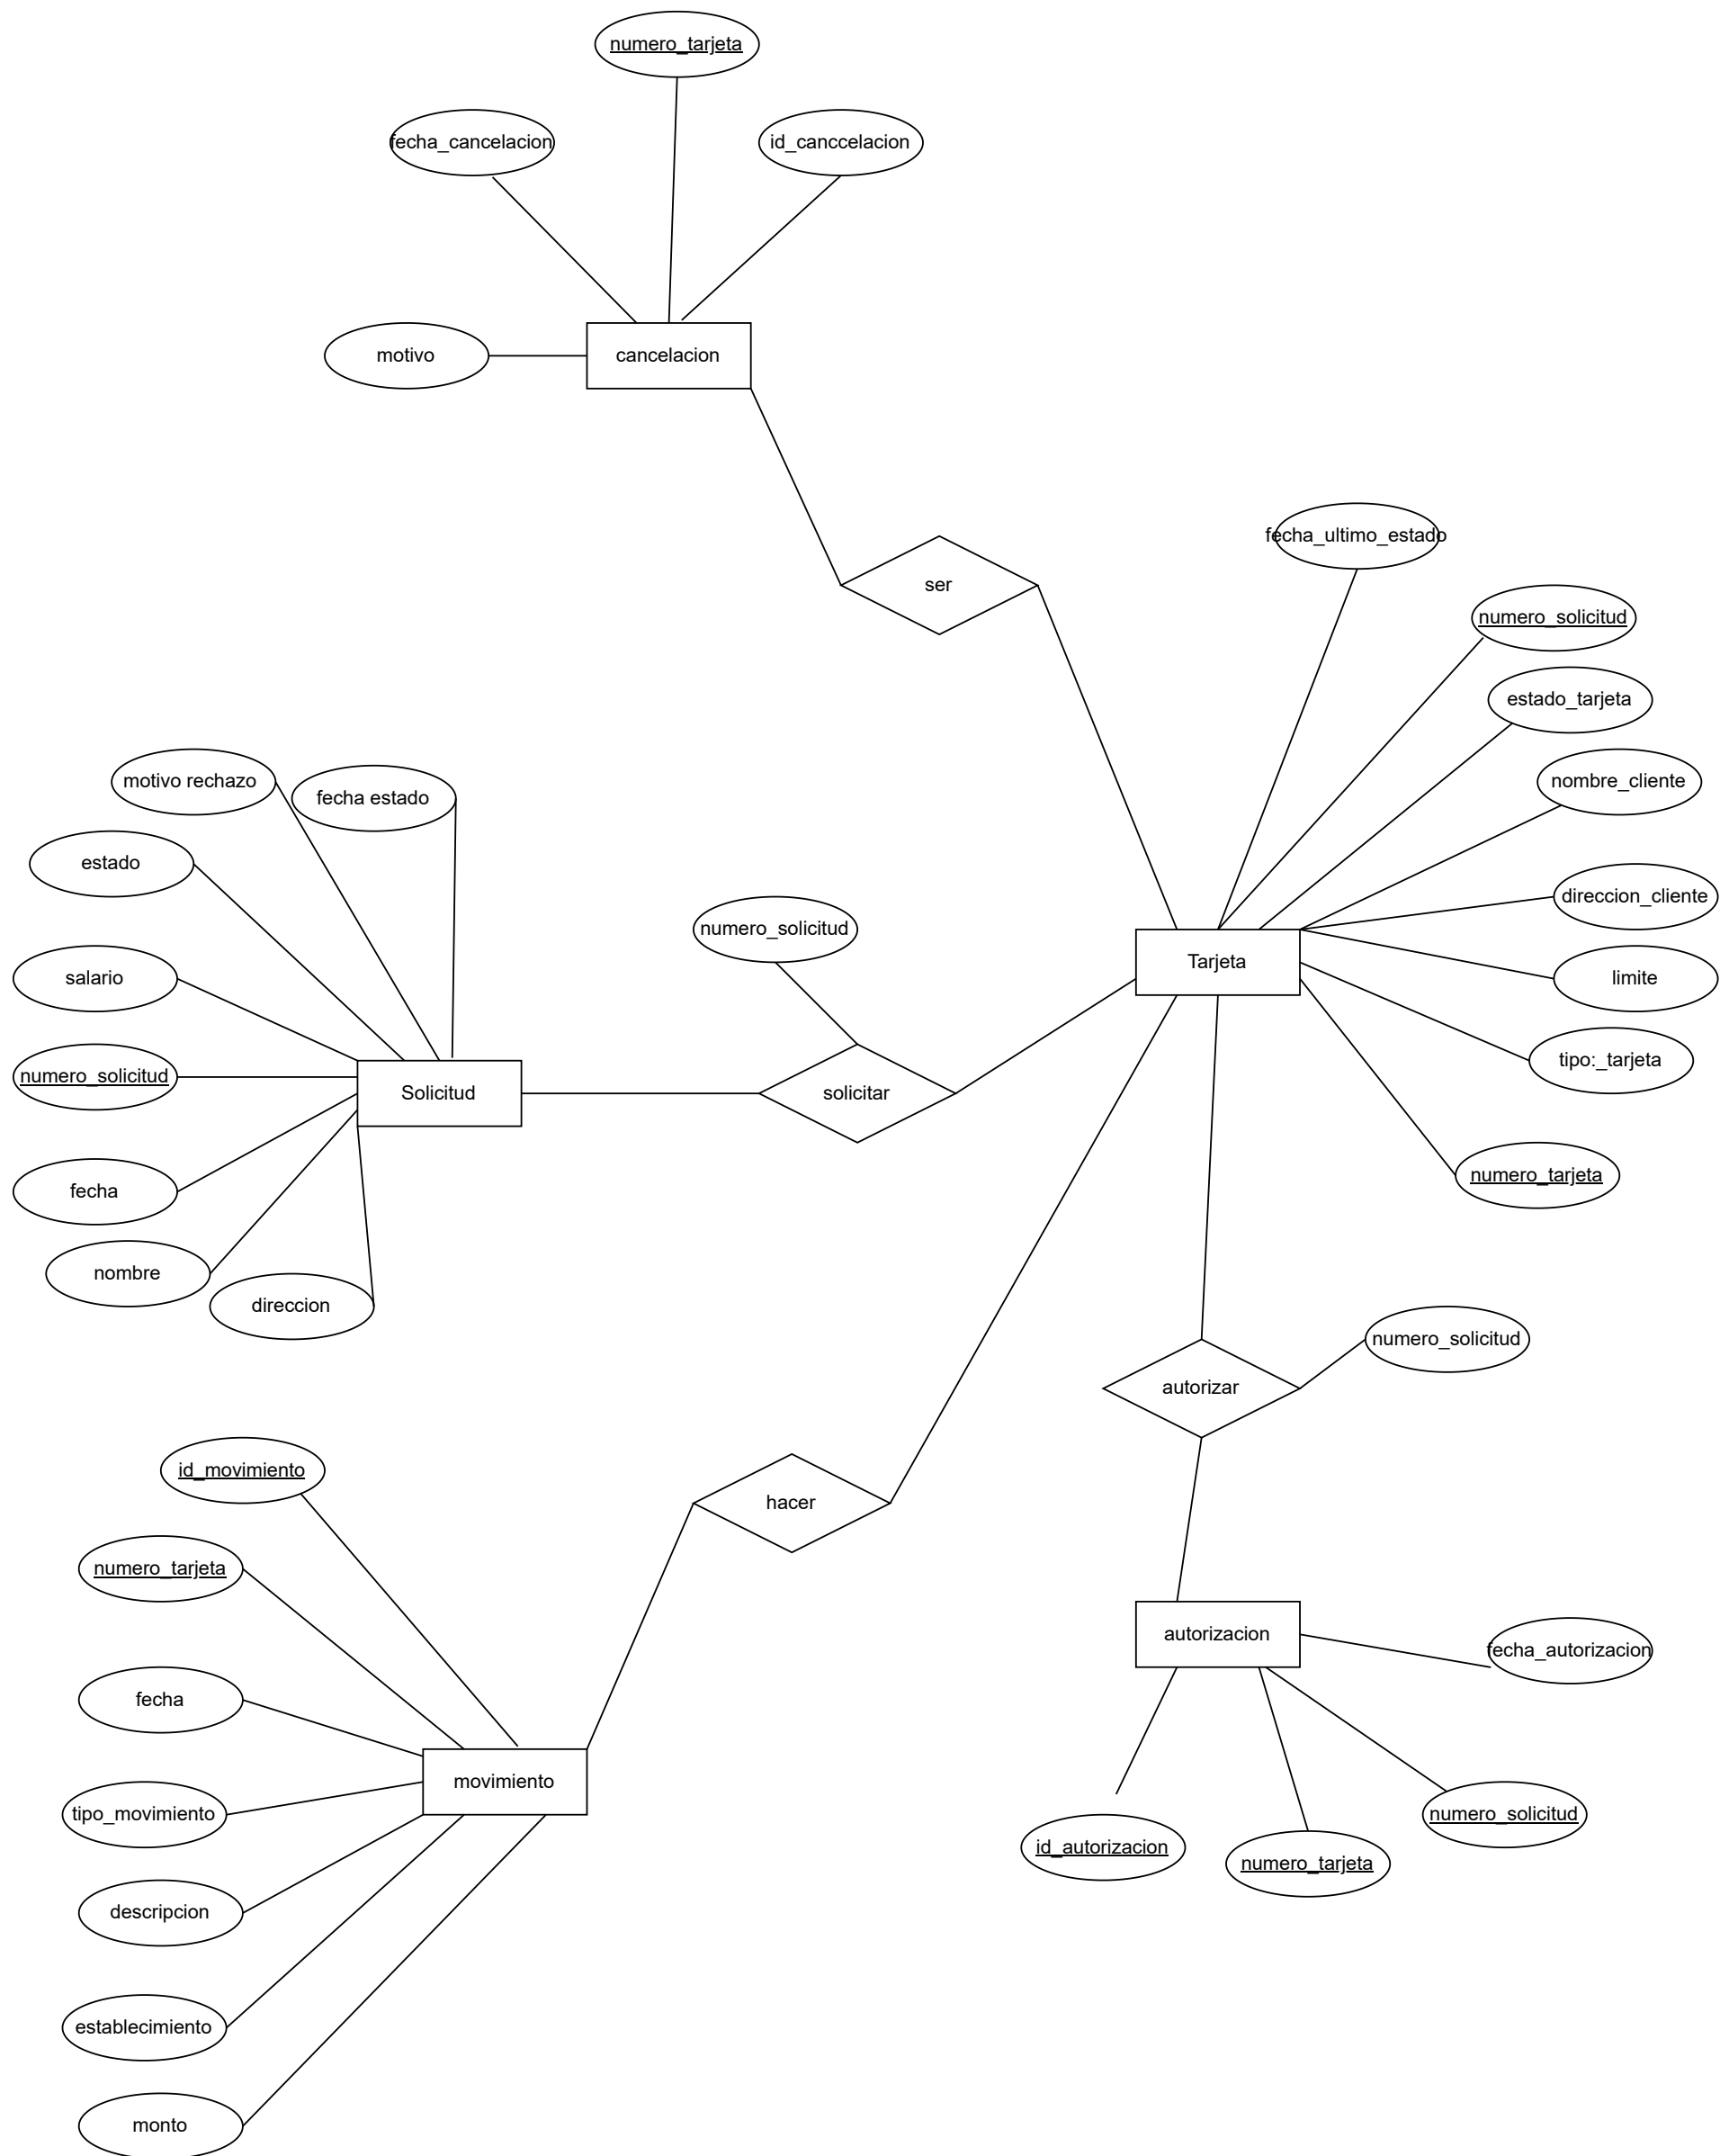 numero_tarjeta
fecha_cancelacion
id_canccelacion
motivo
cancelacion
fecha_ultimo_estado
ser
numero_solicitud
estado_tarjeta
motivo rechazo
nombre_cliente
fecha estado
estado
direccion_cliente
numero_solicitud
Tarjeta
salario
limite
tipo:_tarjeta
numero_solicitud
Solicitud
solicitar
numero_tarjeta
fecha
nombre
direccion
numero_solicitud
autorizar
id_movimiento
hacer
numero_tarjeta
autorizacion
fecha_autorizacion
fecha
movimiento
tipo_movimiento
numero_solicitud
id_autorizacion
numero_tarjeta
descripcion
establecimiento
monto